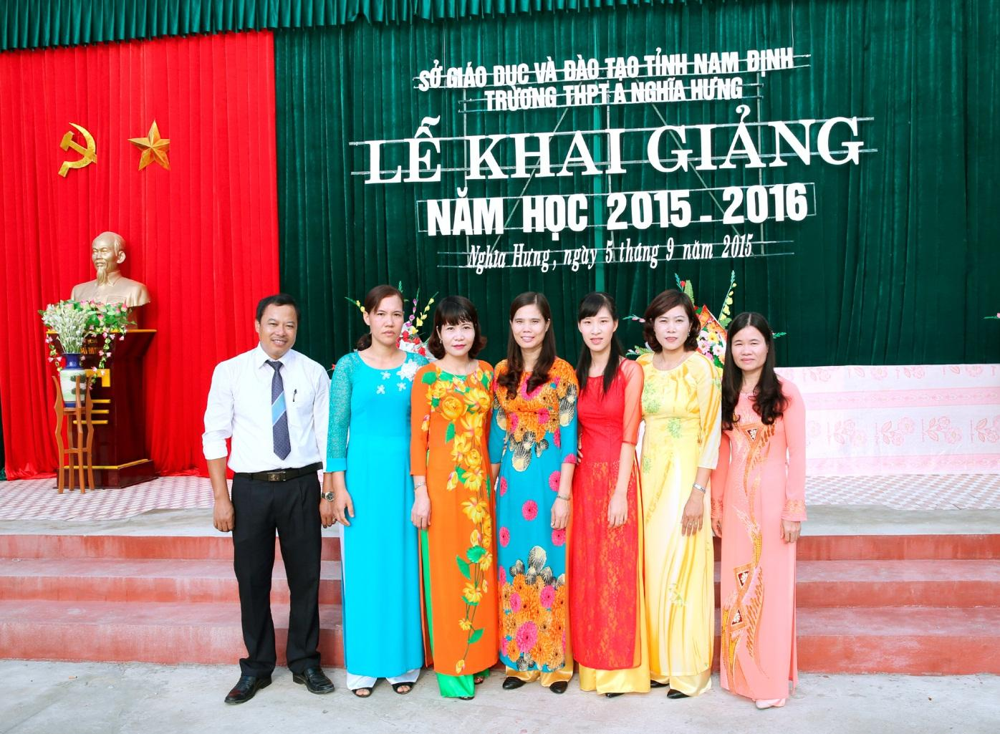 SỞ GIÁO DỤC VÀ ĐÀO TẠO TỈNH NAM ĐỊNH
TRƯỜNG THPT A NGHĨA HƯNG
LỄ KHAI GIẢNG
NĂM HỌC 2015 - 2016
Nghĩa Hưng, ngày 5 tháng 9 năm 2015